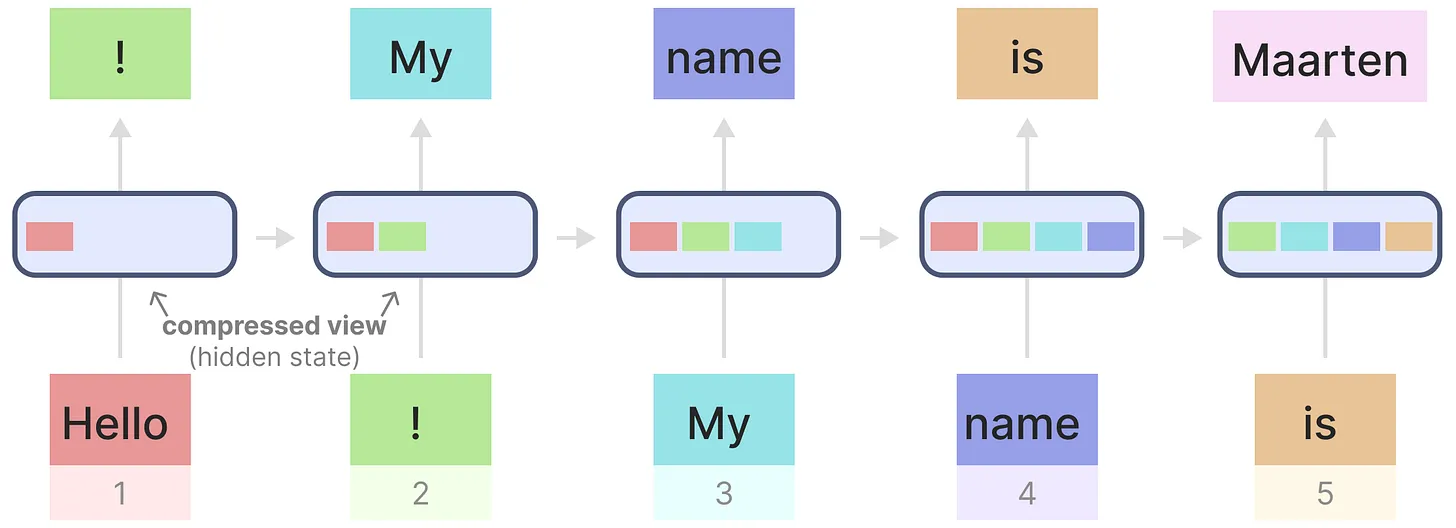 ! My name is Maarten
compressed view
(hidden state)
Hello ! My name is
1 2 3 4 5